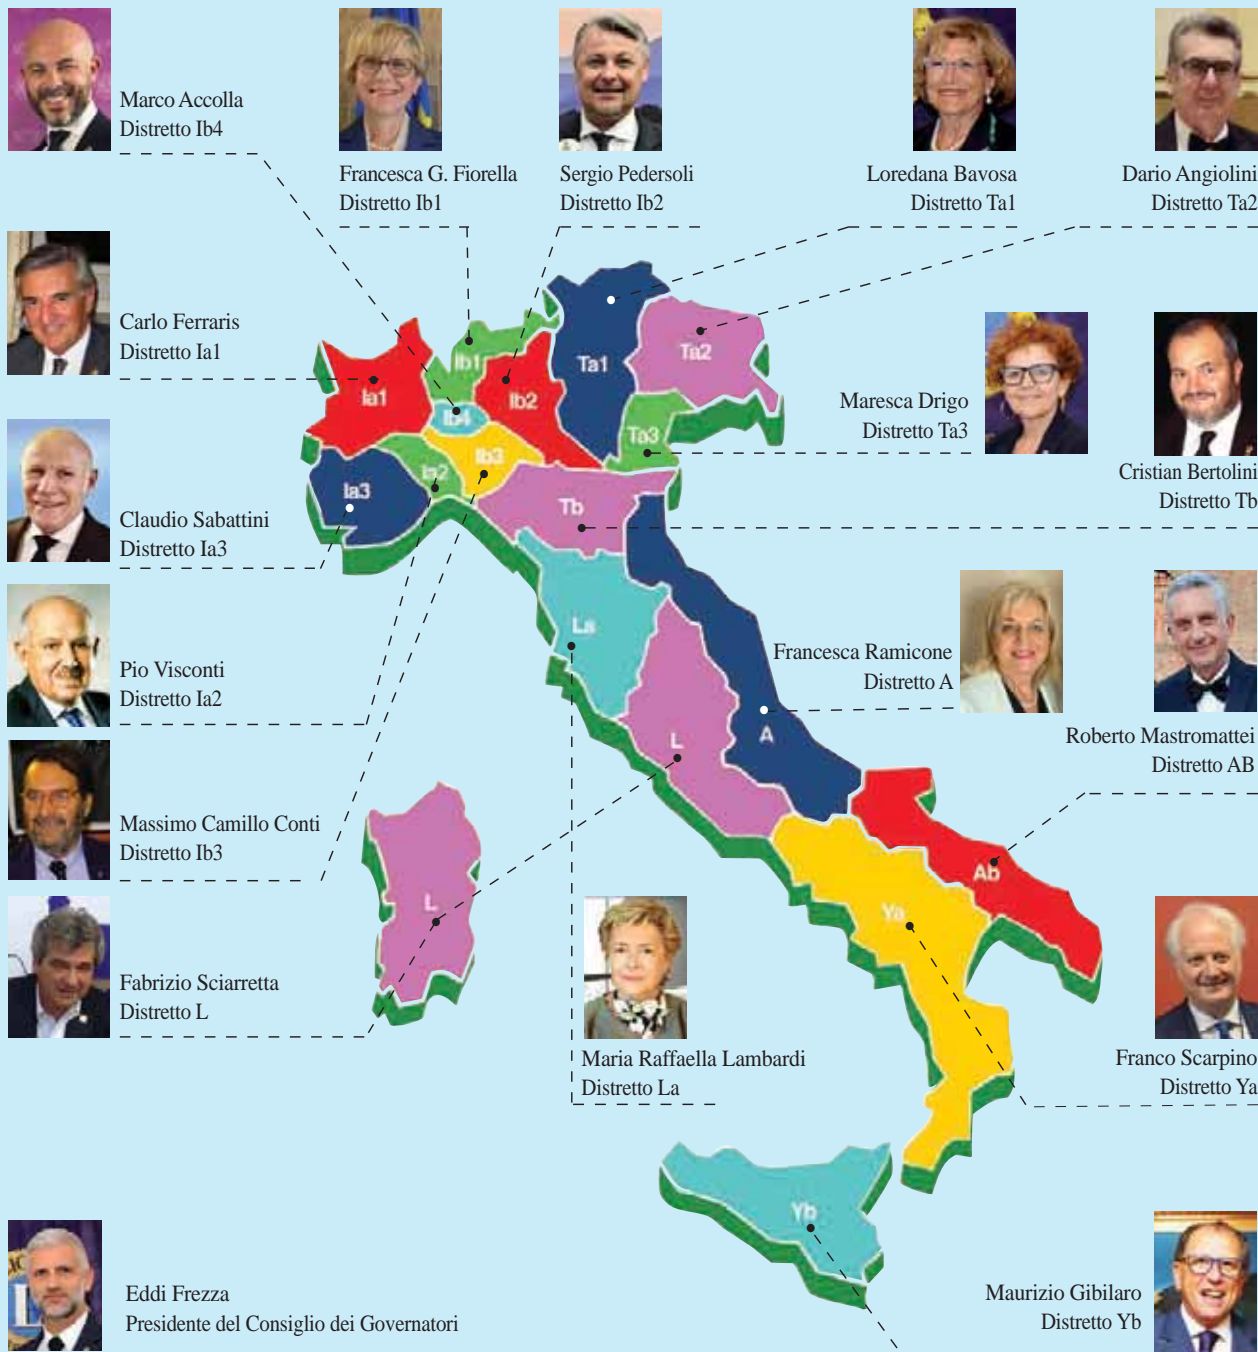 Marco Accolla
Distretto Ib4
Francesca G. Fiorella
Distretto Ib1
Sergio Pedersoli
Distretto Ib2
Loredana Bavosa
Distretto Ta1
Dario Angiolini
Distretto Ta2
Carlo Ferraris
Distretto Ia1
Maresca Drigo
Distretto Ta3
Cristian Bertolini
Distretto Tb
Claudio Sabattini
Distretto Ia3
Pio Visconti
Distretto Ia2
Francesca Ramicone
Distretto A
Roberto Mastromattei
Distretto AB
Massimo Camillo Conti
Distretto Ib3
Fabrizio Sciarretta
Distretto L
Maria Raffaella Lambardi
Distretto La
Franco Scarpino
Distretto Ya
Eddi Frezza
Presidente del Consiglio dei Governatori
Maurizio Gibilaro
Distretto Yb
Ia1
Ib1
Ib2
Ib4
Ta1
Ta2
Ta3
Ia3
Ia2
Ib3
Tb
La
L
A
L
Ab
Ya
Yb